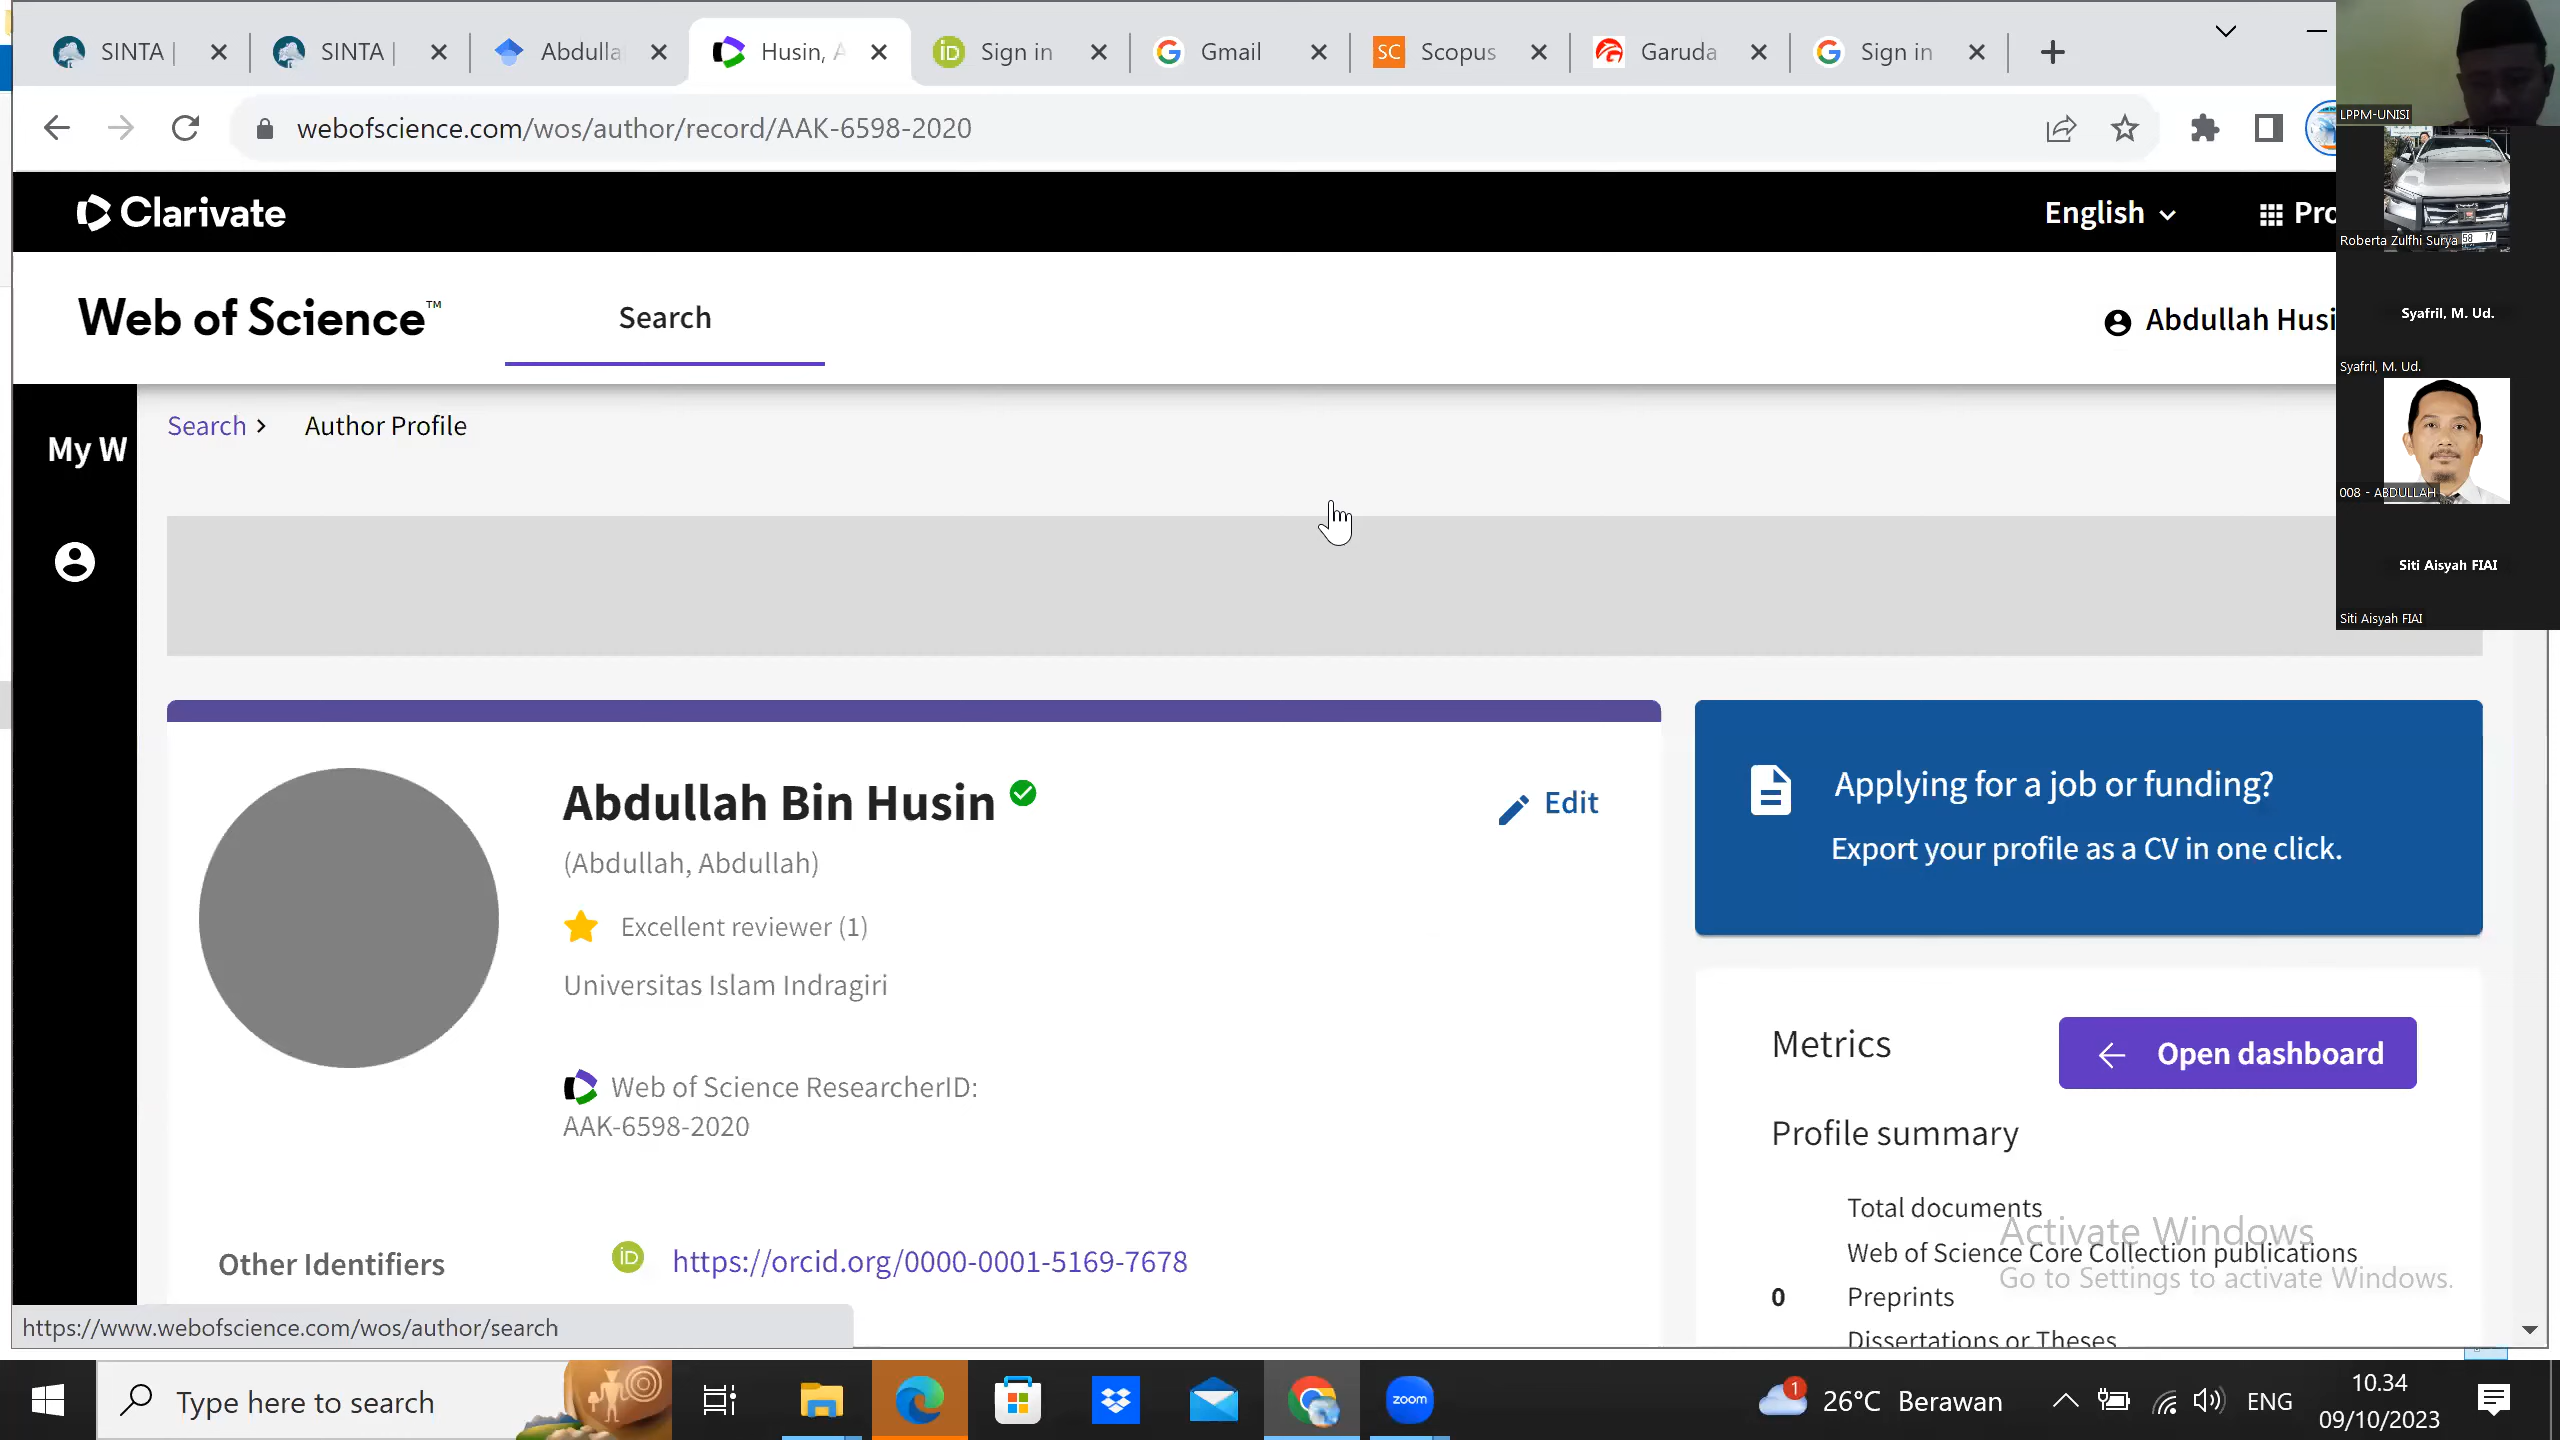 SINTA |
SINTA |
Abdulla
Husin, A
Sign in
Gmail
SC
Scopus
Garuda
Sign in
webofscience.com/wos/author/record/AAK-6598-2020
Clarivate
English
Pro
Web of Science™
Search
Abdullah Husi
My W
Search > Author Profile
Abdullah Bin Husin
Edit
(Abdullah, Abdullah)
Excellent reviewer (1)
Universitas Islam Indragiri
Web of Science ResearcherID:
AAK-6598-2020
Other Identifiers
iD
https://orcid.org/0000-0001-5169-7678
Applying for a job or funding?
Export your profile as a CV in one click.
Metrics
Open dashboard
Profile summary
Total documents
Web of Science Core Collection publications
0 Preprints
Dissertations or Theses
Activate Windows
Go to Settings to activate Windows.
LPPM-UNISI
Roberta Zulfhi Surya
Syafril, M. Ud.
Syafril, M. Ud.
008 - ABDULLAH
Siti Aisyah FIAI
Siti Aisyah FIAI
https://www.webofscience.com/wos/author/search
Type here to search
zoom
1
26°C Berawan
ENG
10.34
09/10/2023